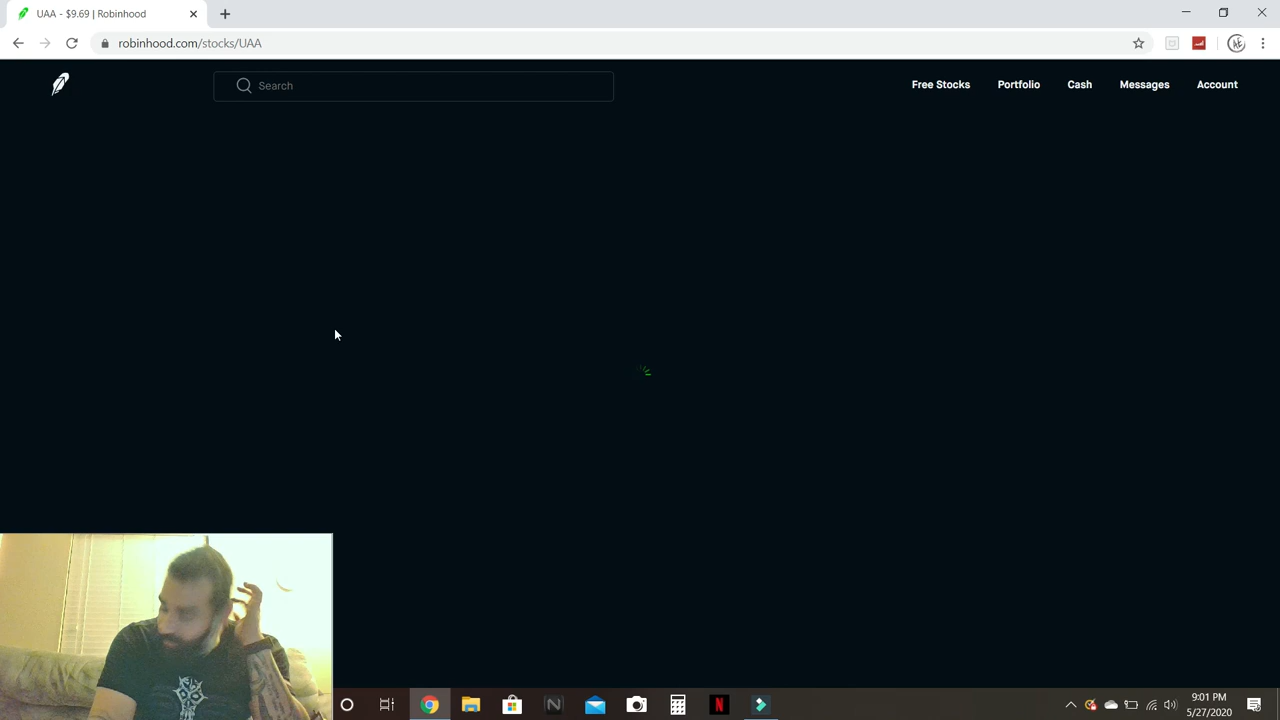 UAA - $9.69 | Robinhood
robinhood.com/stocks/UAA
Search
Free Stocks
Portfolio
Cash
Messages
Account
9:01 PM
5/27/2020